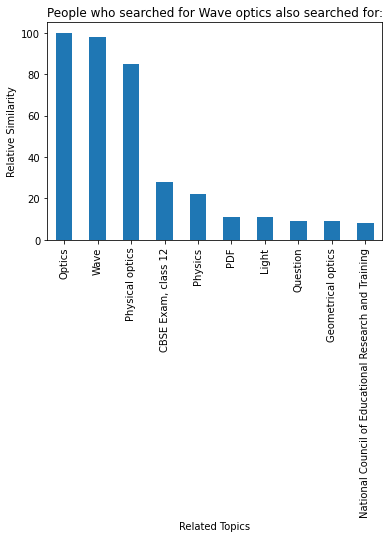 People who searched for Wave optics also searched for:
100
80
60
40
20
0
Relative Similarity
Optics
Wave
Physical optics
CBSE Exam, class 12
Physics
PDF
Light
Question
Geometrical optics
National Council of Educational Research and Training
Related Topics